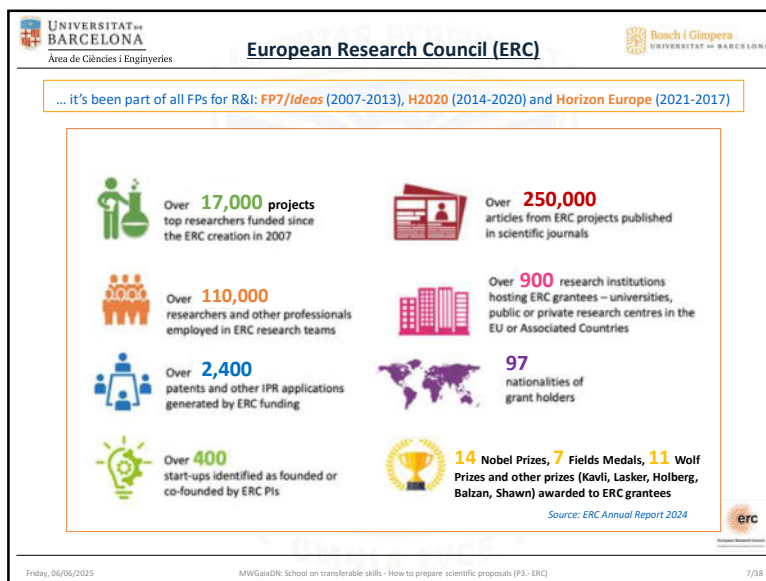 UNIVERSITAT DE
BARCELONA
Àrea de Ciències i Enginyeries
European Research Council (ERC)
Bosch i Gimpera
UNIVERSITAT DE BARCELONA
... it's been part of all FPs for R&I: FP7/Ideas (2007-2013), H2020 (2014-2020) and Horizon Europe (2021-2017)
Over 17,000 projects
top researchers funded since
the ERC creation in 2007
Over 250,000
articles from ERC projects published
in scientific journals
Over 110,000
researchers and other professionals
employed in ERC research teams
Over 900 research institutions
hosting ERC grantees – universities,
public or private research centres in the
EU or Associated Countries
Over 2,400
patents and other IPR applications
generated by ERC funding
97
nationalities of
grant holders
Over 400
start-ups identified as founded or
co-founded by ERC PIs
14 Nobel Prizes, 7 Fields Medals, 11 Wolf
Prizes and other prizes (Kavli, Lasker, Holberg,
Balzan, Shawn) awarded to ERC grantees
Source: ERC Annual Report 2024
erc
European Research Council
OMNIA LUCE
Friday, 06/06/2025
MWGaiaDN: School on transferable skills - How to prepare scientific proposals (P3.- ERC)
7/38